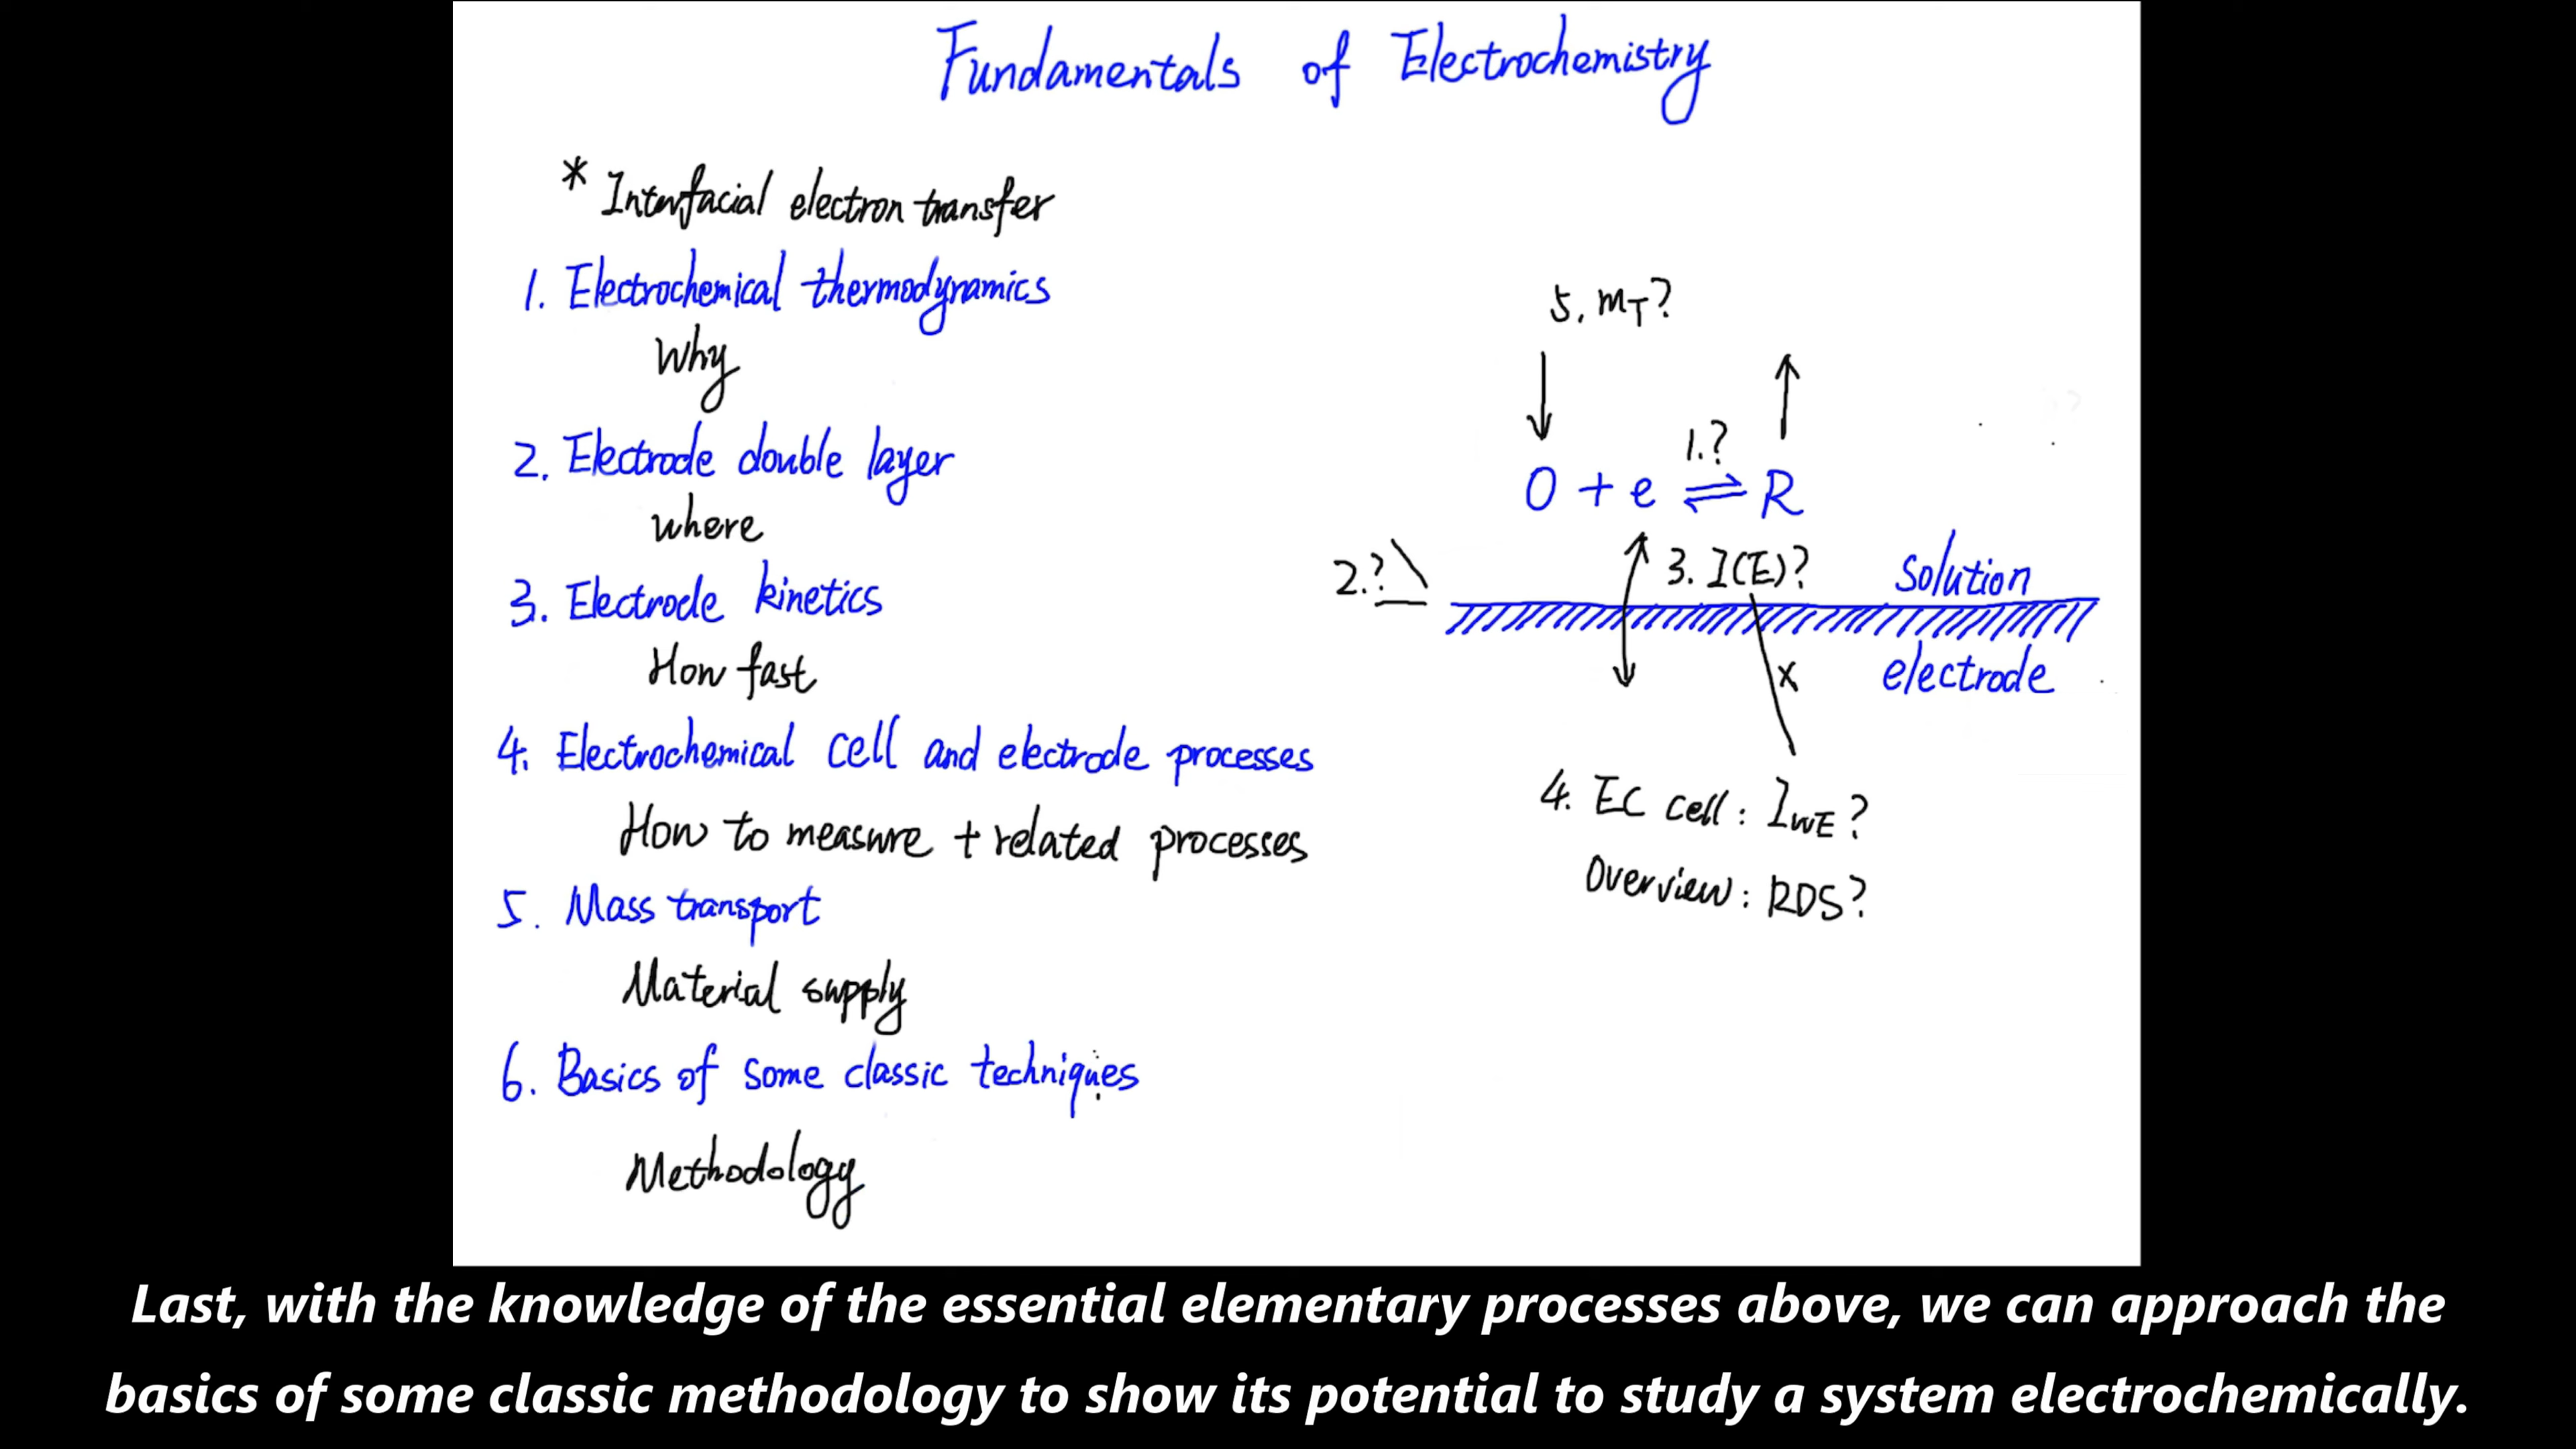 Fundamentals of Electrochemistry
* Interfacial electron transfer
1. Electrochemical thermodynamics
Why
2. Electrode double layer
where
3. Electrode kinetics
How fast
4. Electrochemical cell and electrode processes
How to measure + related processes
5. Mass transport
Material supply
6. Basics of some classic techniques
Methodology
5. mT?
1.?
O + e ⇌ R
2.?
3. I(E)?
solution
x
electrode
4. EC cell: IWE?
Overview: RDS?
Last, with the knowledge of the essential elementary processes above, we can approach the
basics of some classic methodology to show its potential to study a system electrochemically.